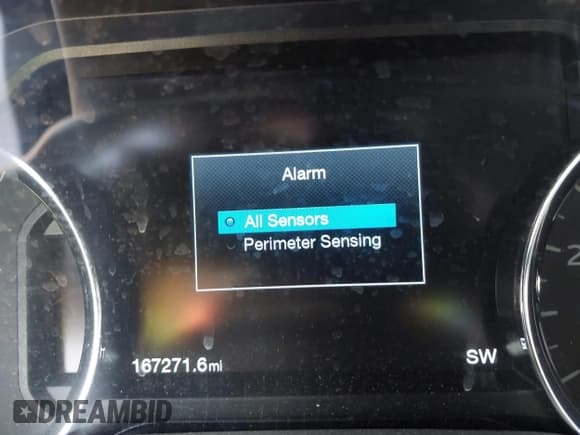 Alarm
All Sensors
Perimeter Sensing
167271.6mi
SW
DREAMBID